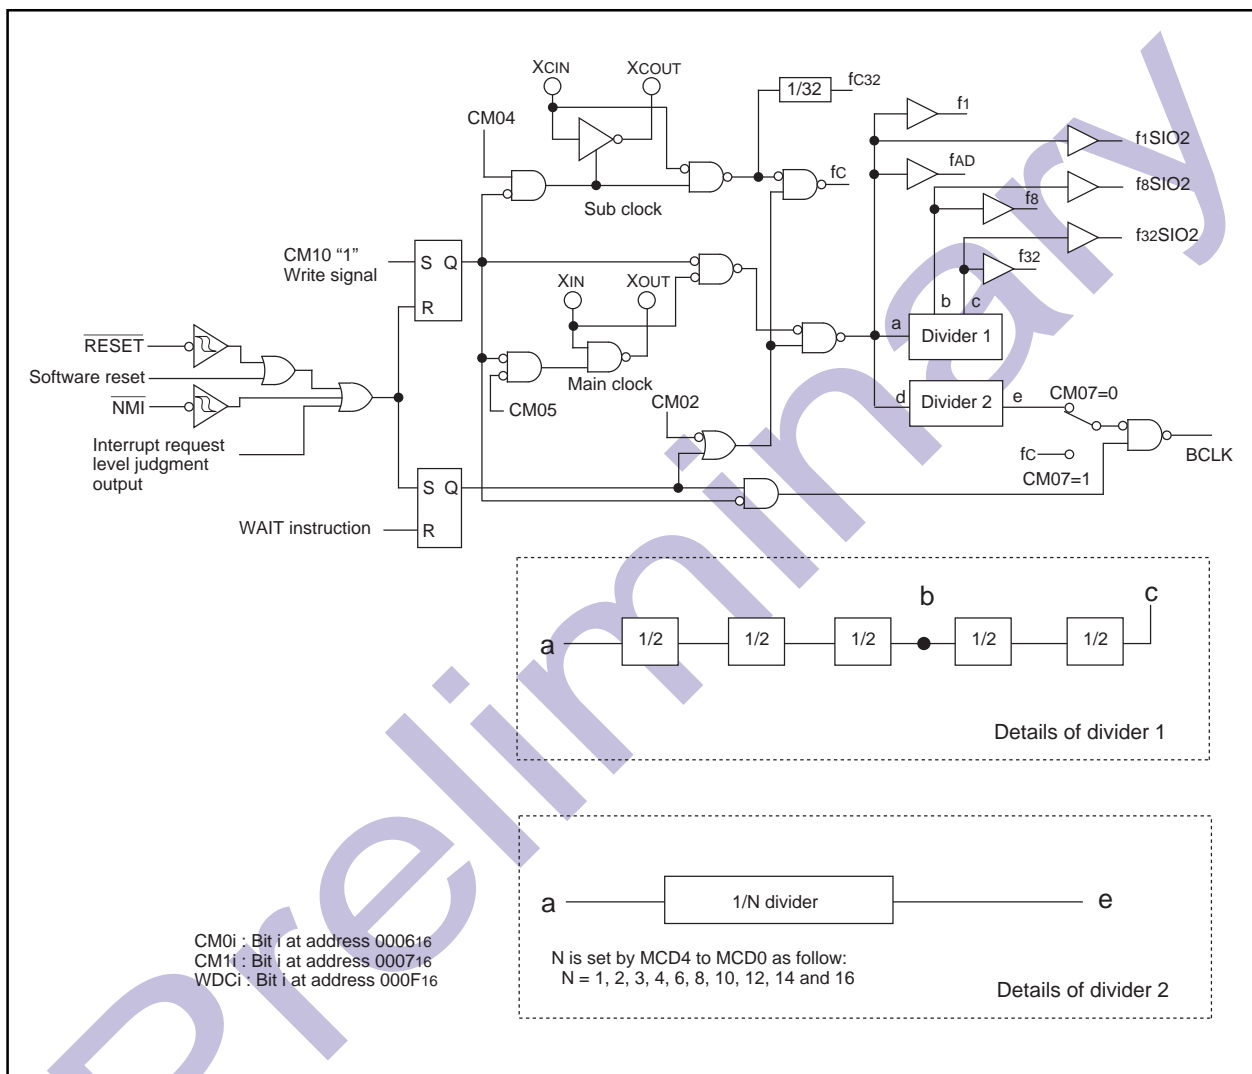 XCIN XCOUT
1/32 fC32
CM04
f1
f1SIO2
fAD
fC
f8SIO2
f8
Sub clock
f32SIO2
f32
CM10 “1”
Write signal
S Q
R
XIN XOUT
b c
a Divider 1
RESET
Software reset
NMI
Main clock
CM05
CM02
d Divider 2 e
CM07=0
fC
CM07=1
BCLK
Interrupt request
level judgment
output
S Q
R
WAIT instruction
a 1/2 1/2 1/2 b 1/2 1/2 c
Details of divider 1
a 1/N divider e
N is set by MCD4 to MCD0 as follow:
N = 1, 2, 3, 4, 6, 8, 10, 12, 14 and 16
Details of divider 2
CM0i : Bit i at address 000616
CM1i : Bit i at address 000716
WDCi : Bit i at address 000F16
Preliminary